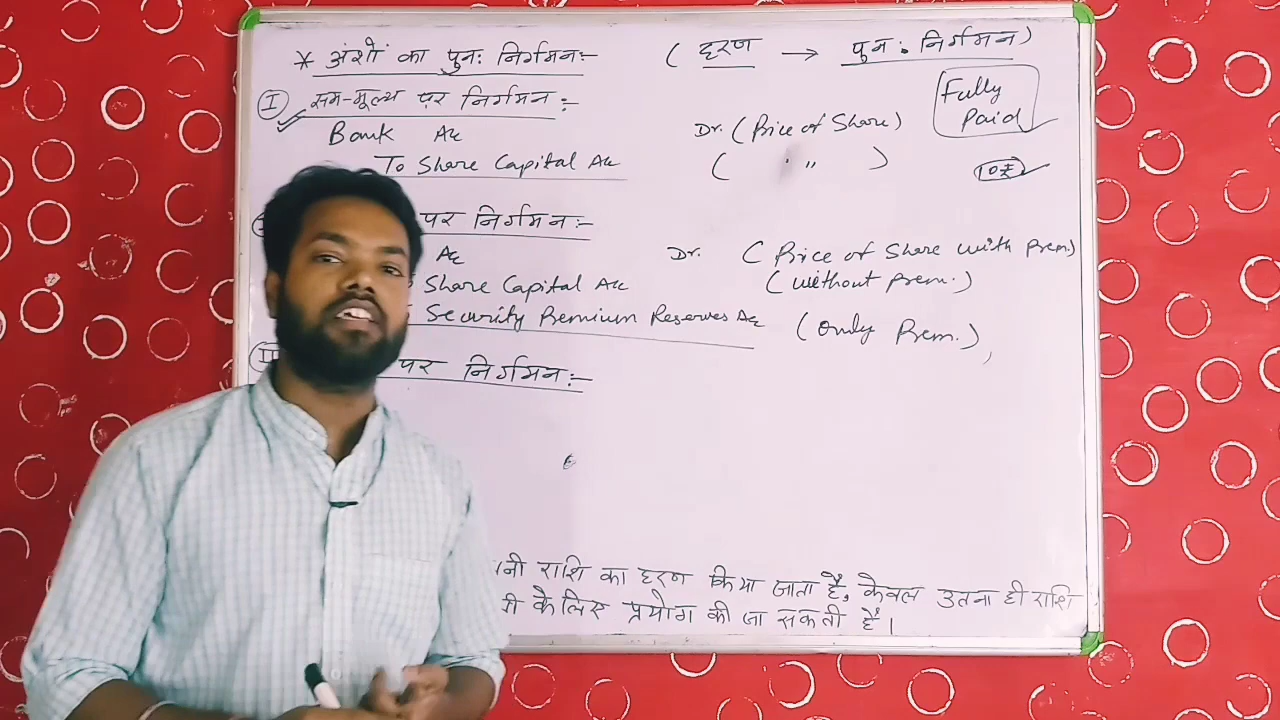 * अंशों का पुनः निर्गमन:- ( हरण → पुनः निर्गमन )
I सम-मूल्य पर निर्गमन:- Fully Paid
Bank A/c Dr. (Price of Share)
To Share Capital A/c ( " ) 10₹
पर निर्गमन:-
A/c Dr. ( Price of Share with Prem.)
Share Capital A/c (without prem.)
Security Premium Reserves A/c (Only Prem.)
पर निर्गमन:-
राशि का हरण किया जाता है, केवल उतना ही राशि
के लिए प्रयोग की जा सकती हैं।